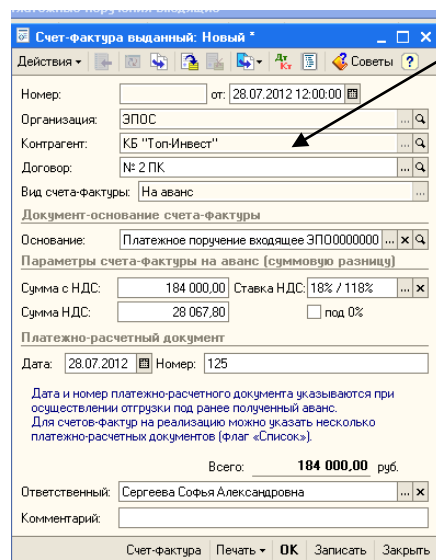 Счет-фактура выданный: Новый *
Действия Дт Кт Советы ?
Номер: от: 28.07.2012 12:00:00
Организация: ЭПОС ...
Контрагент: КБ "Топ-Инвест" ...
Договор: № 2 ПК ...
Вид счета-фактуры: На аванс ...
Документ-основание счета-фактуры
Основание: Платежное поручение входящее ЭПО0000000 ... x
Параметры счета-фактуры на аванс (суммовую разницу)
Сумма с НДС: 184 000,00 Ставка НДС: 18% / 118% ... x
Сумма НДС: 28 067,80 под 0%
Платежно-расчетный документ
Дата: 28.07.2012 Номер: 125
Дата и номер платежно-расчетного документа указываются при
осуществлении отгрузки под ранее полученный аванс.
Для счетов-фактур на реализацию можно указать несколько
платежно-расчетных документов (флаг «Список»).
Всего: 184 000,00 руб.
Ответственный: Сергеева Софья Александровна ... x
Комментарий:
Счет-фактура Печать OK Записать Закрыть